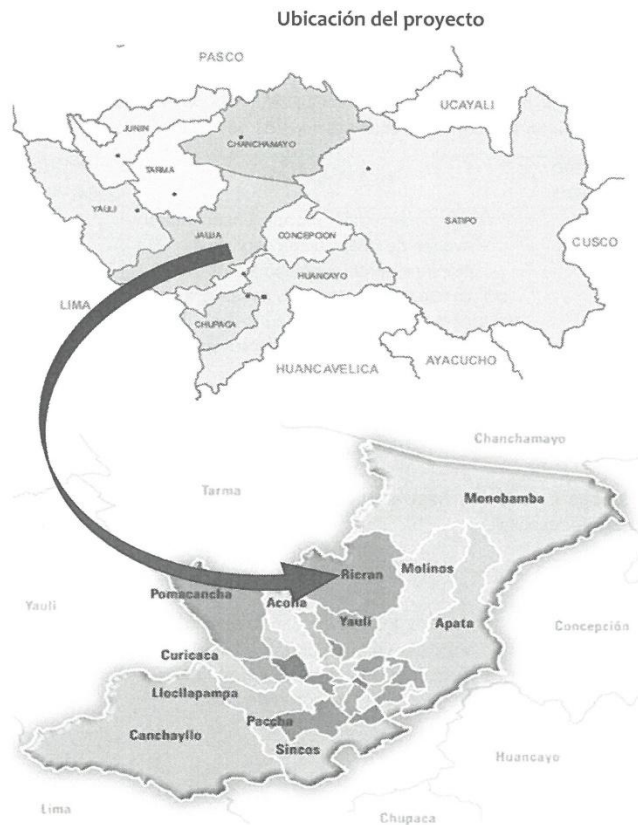 Ubicación del proyecto
PASCO
UCAYALI
JUNIN
CHANCHAMAYO
TARMA
YAULI
SATIPO
JAUJA
CONCEPCION
CUSCO
HUANCAYO
LIMA
CHUPACA
HUANCAVELICA
AYACUCHO
Chanchamayo
Tarma
Monobamba
Ricran
Molinos
Pomacancha
Acolla
Yauli
Yauli
Apata
Concepción
Curicaca
Llocllapampa
Paccha
Canchayllo
Sincos
Huancayo
Lima
Chupaca